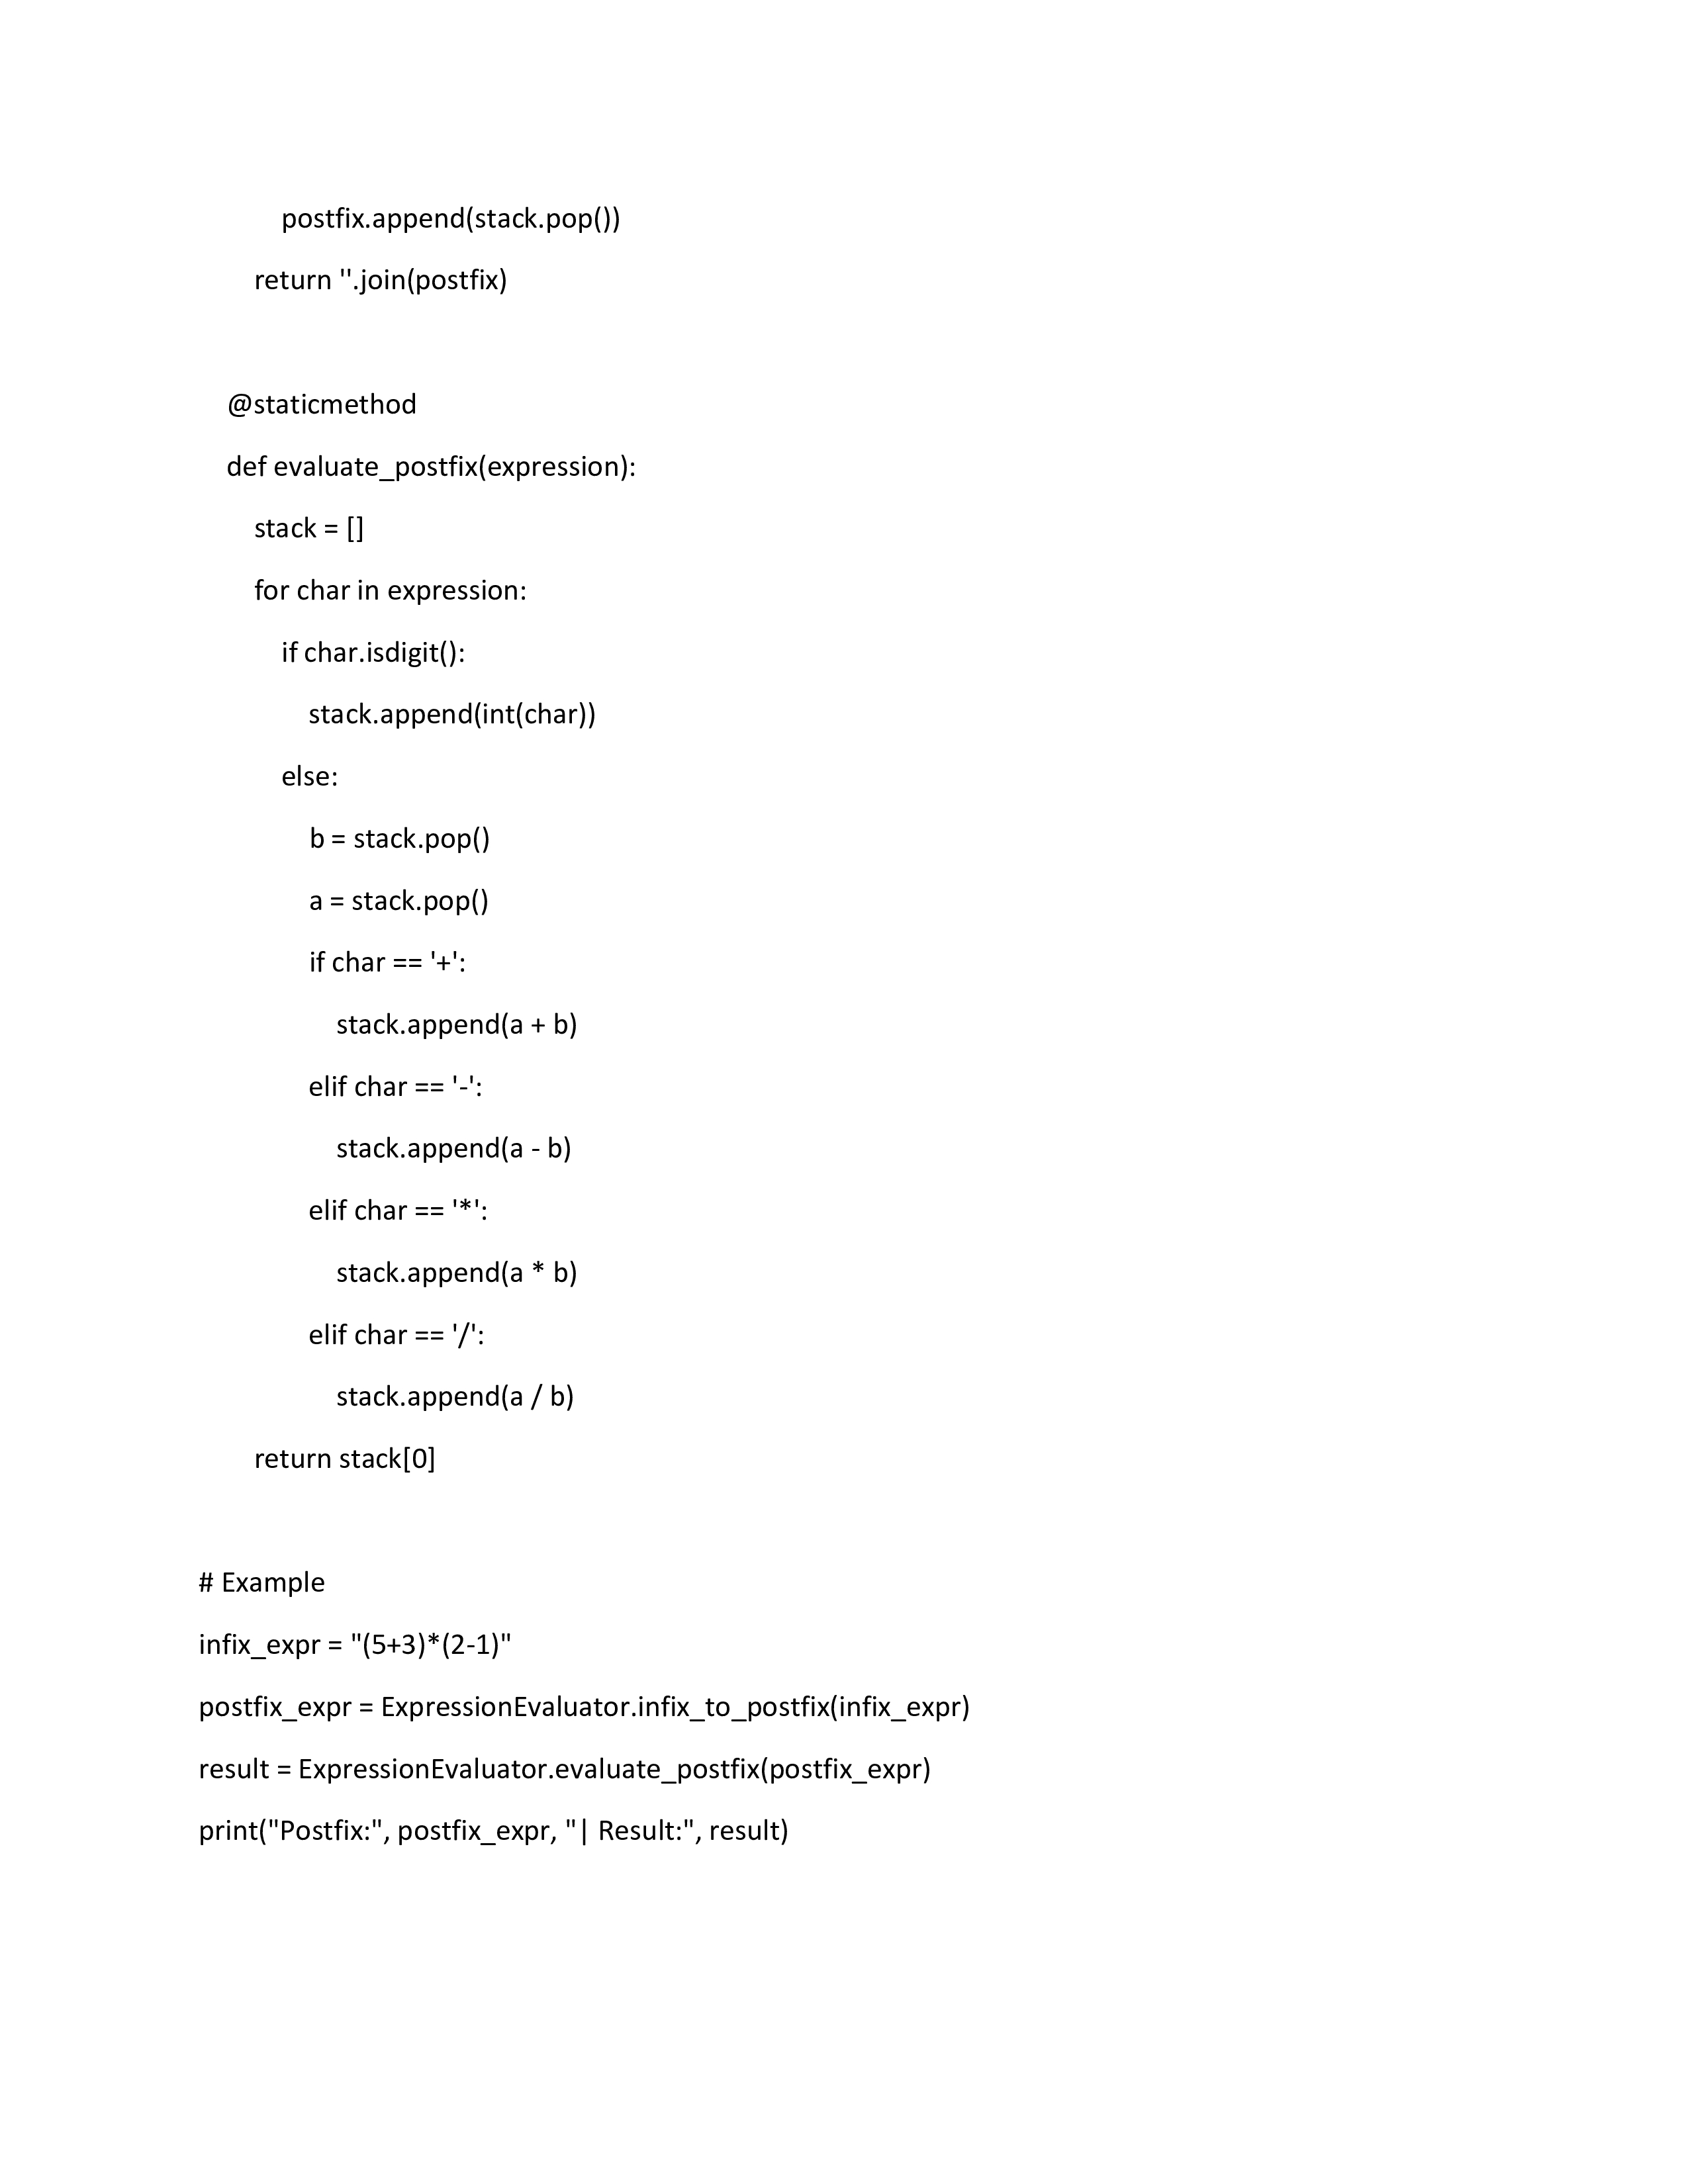 postfix.append(stack.pop())
        return ''.join(postfix)

    @staticmethod
    def evaluate_postfix(expression):
        stack = []
        for char in expression:
            if char.isdigit():
                stack.append(int(char))
            else:
                b = stack.pop()
                a = stack.pop()
                if char == '+':
                    stack.append(a + b)
                elif char == '-':
                    stack.append(a - b)
                elif char == '*':
                    stack.append(a * b)
                elif char == '/':
                    stack.append(a / b)
        return stack[0]

# Example
infix_expr = "(5+3)*(2-1)"
postfix_expr = ExpressionEvaluator.infix_to_postfix(infix_expr)
result = ExpressionEvaluator.evaluate_postfix(postfix_expr)
print("Postfix:", postfix_expr, "| Result:", result)